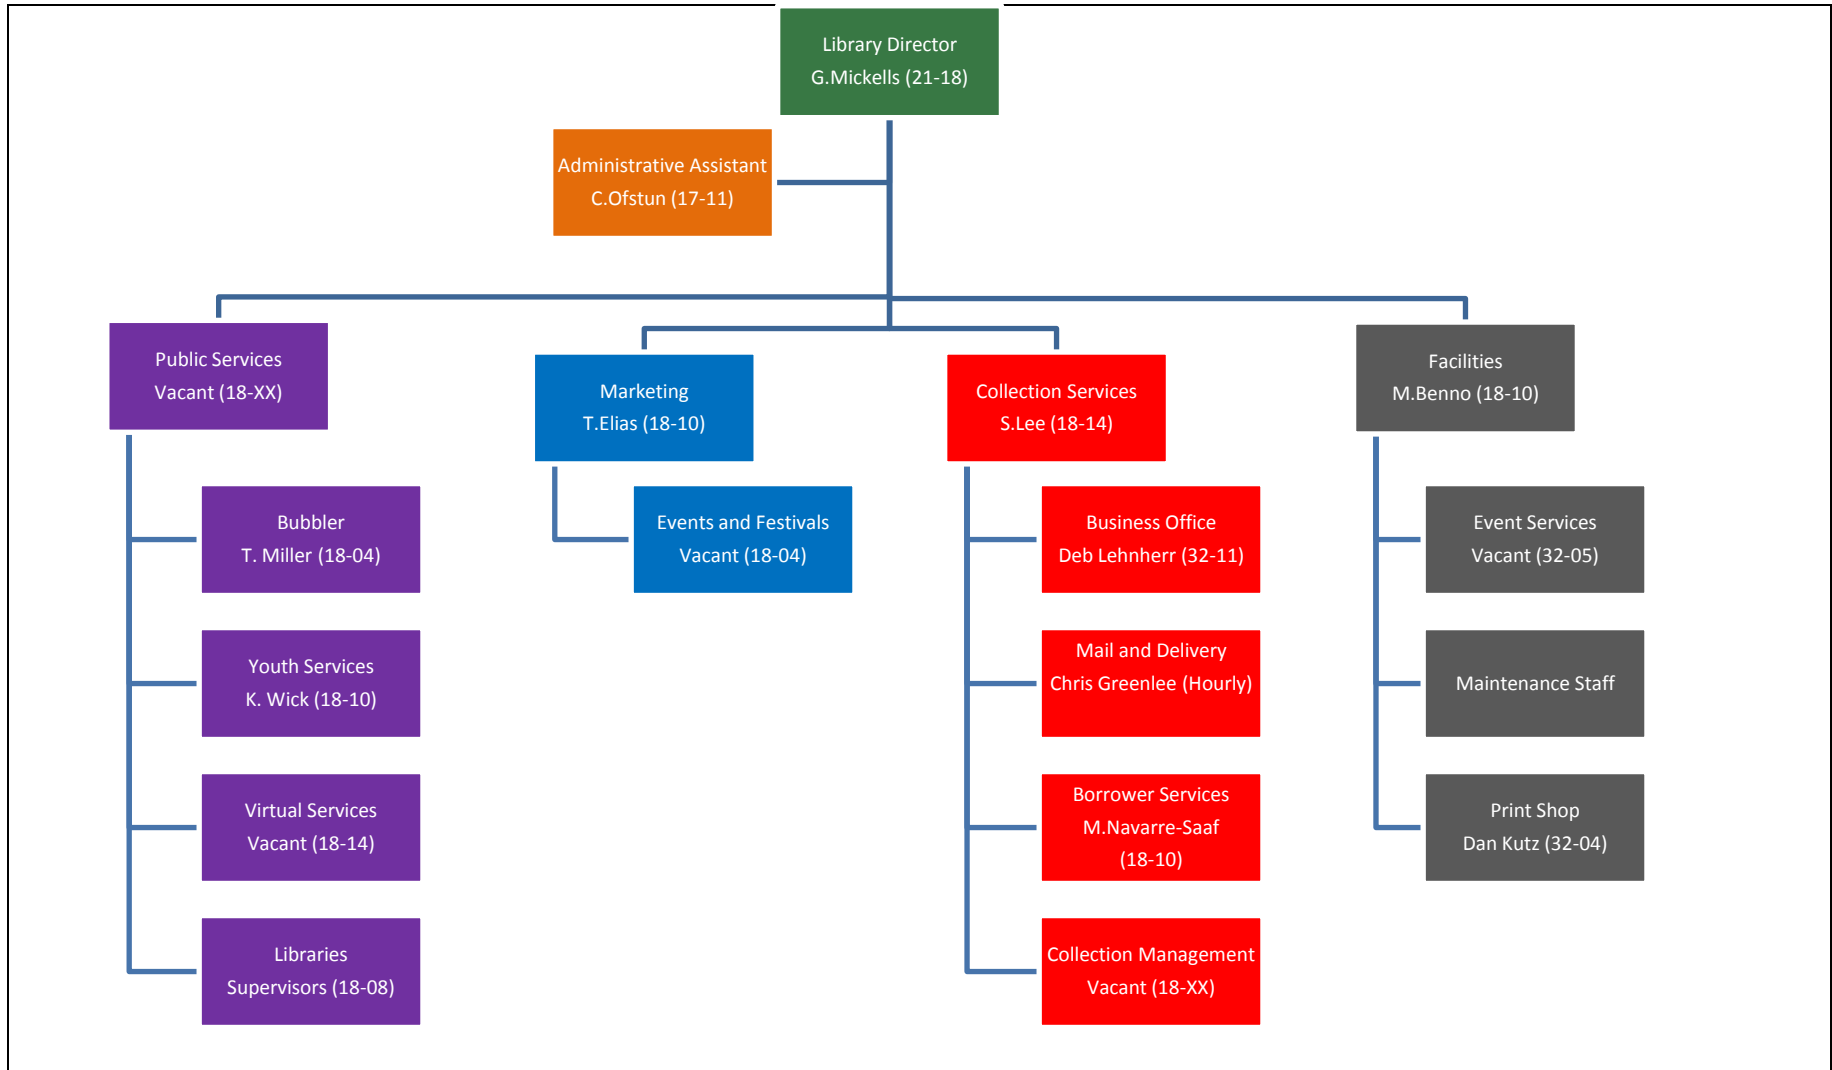 Library Director
G.Mickells (21-18)
Administrative Assistant
C.Ofstun (17-11)
Public Services
Vacant (18-XX)
Marketing
T.Elias (18-10)
Collection Services
S.Lee (18-14)
Facilities
M.Benno (18-10)
Bubbler
T. Miller (18-04)
Youth Services
K. Wick (18-10)
Virtual Services
Vacant (18-14)
Libraries
Supervisors (18-08)
Events and Festivals
Vacant (18-04)
Business Office
Deb Lehnherr (32-11)
Mail and Delivery
Chris Greenlee (Hourly)
Borrower Services
M.Navarre-Saaf
(18-10)
Collection Management
Vacant (18-XX)
Event Services
Vacant (32-05)
Maintenance Staff
Print Shop
Dan Kutz (32-04)